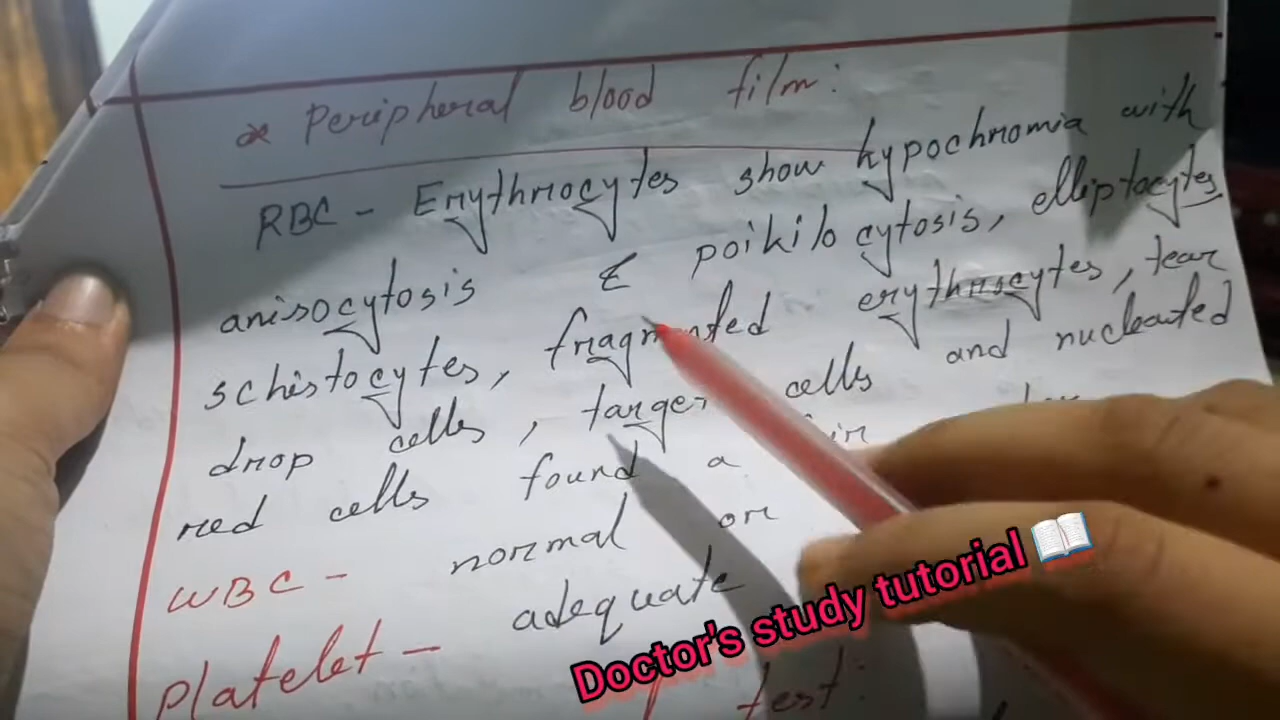 * Peripheral blood film:
RBC - Erythrocytes show hypochromia with
anisocytosis & poikilocytosis, elliptocytes
schistocytes, fragmented erythrocytes, tear
drop cells, target cells and nucleated
red cells found a
WBC - normal or
Platelet - adequate
test:
Doctor's study tutorial 📖